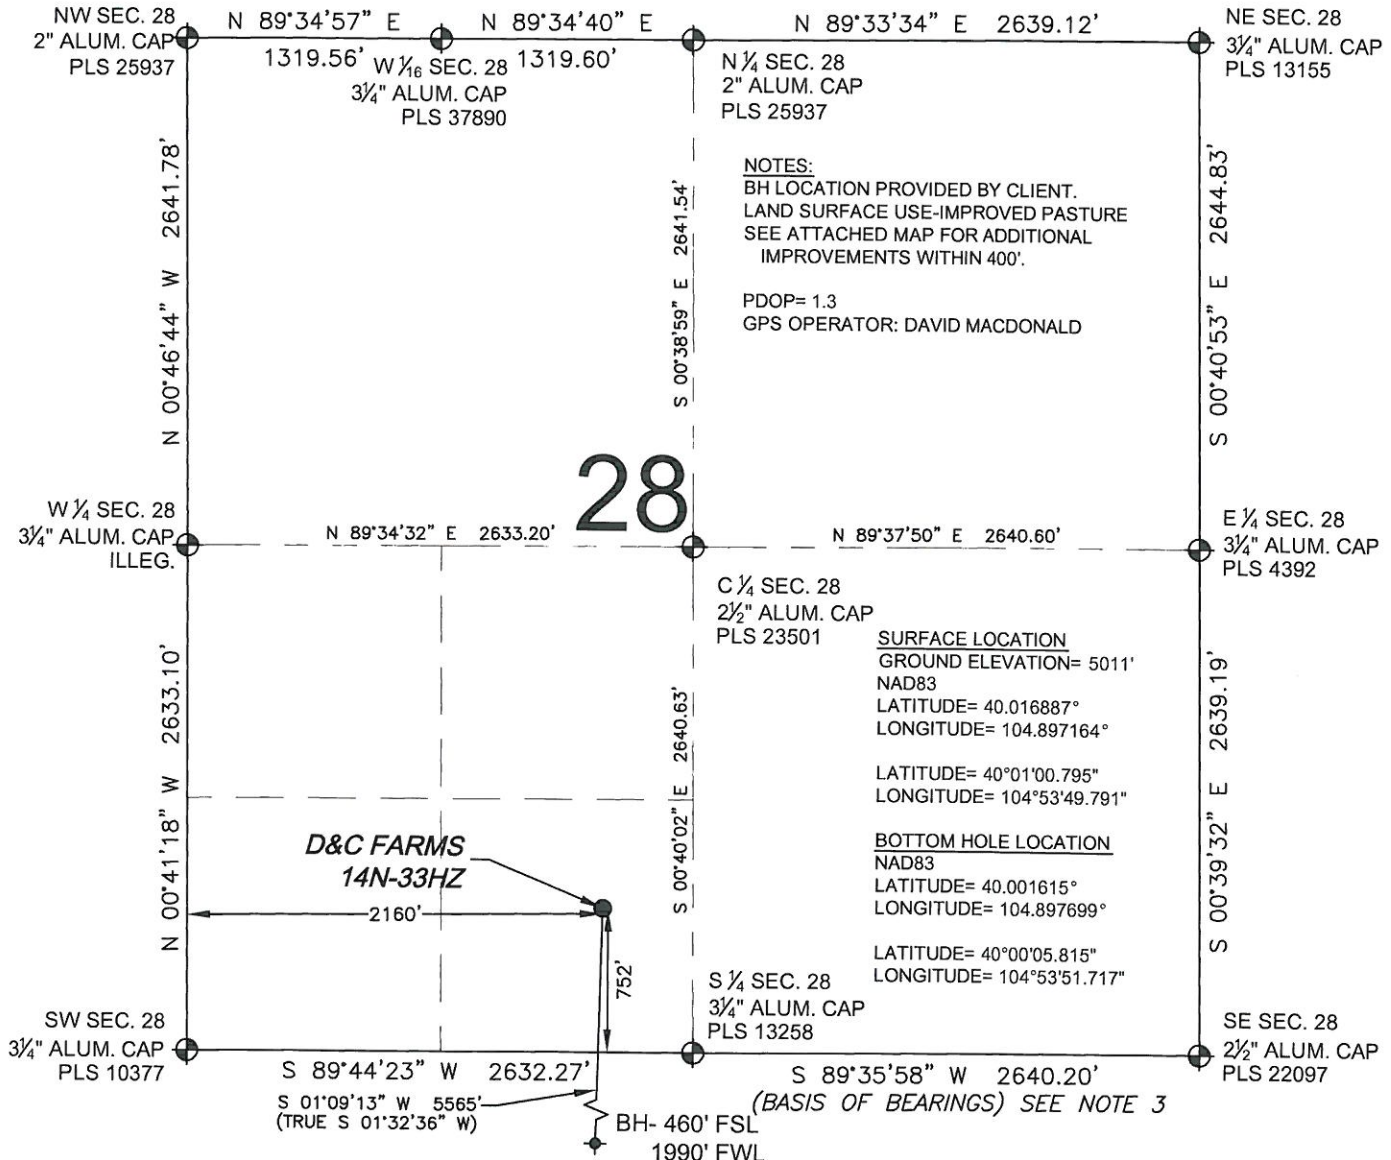 NW SEC. 28
2" ALUM. CAP
PLS 25937
N 89°34'57" E
1319.56'
W 1/16 SEC. 28
3¼" ALUM. CAP
PLS 37890
N 89°34'40" E
1319.60'
N ¼ SEC. 28
2" ALUM. CAP
PLS 25937
N 89°33'34" E 2639.12'
NE SEC. 28
3¼" ALUM. CAP
PLS 13155
N 00°46'44" W 2641.78'
S 00°38'59" E 2641.54'
NOTES:
BH LOCATION PROVIDED BY CLIENT.
LAND SURFACE USE-IMPROVED PASTURE
SEE ATTACHED MAP FOR ADDITIONAL
IMPROVEMENTS WITHIN 400'.
PDOP= 1.3
GPS OPERATOR: DAVID MACDONALD
S 00°40'53" E 2644.83'
28
W ¼ SEC. 28
3¼" ALUM. CAP
ILLEG.
N 89°34'32" E 2633.20'
N 89°37'50" E 2640.60'
E ¼ SEC. 28
3¼" ALUM. CAP
PLS 4392
C ¼ SEC. 28
2½" ALUM. CAP
PLS 23501
N 00°41'18" W 2633.10'
S 00°40'02" E 2640.63'
SURFACE LOCATION
GROUND ELEVATION= 5011'
NAD83
LATITUDE= 40.016887°
LONGITUDE= 104.897164°
LATITUDE= 40°01'00.795"
LONGITUDE= 104°53'49.791"
BOTTOM HOLE LOCATION
NAD83
LATITUDE= 40.001615°
LONGITUDE= 104.897699°
LATITUDE= 40°00'05.815"
LONGITUDE= 104°53'51.717"
S 00°39'32" E 2639.19'
D&C FARMS
14N-33HZ
2160'
752'
SW SEC. 28
3¼" ALUM. CAP
PLS 10377
S ¼ SEC. 28
3¼" ALUM. CAP
PLS 13258
SE SEC. 28
2½" ALUM. CAP
PLS 22097
S 89°44'23" W 2632.27'
S 89°35'58" W 2640.20'
(BASIS OF BEARINGS) SEE NOTE 3
S 01°09'13" W 5565'
(TRUE S 01°32'36" W)
BH- 460' FSL
1990' FWL